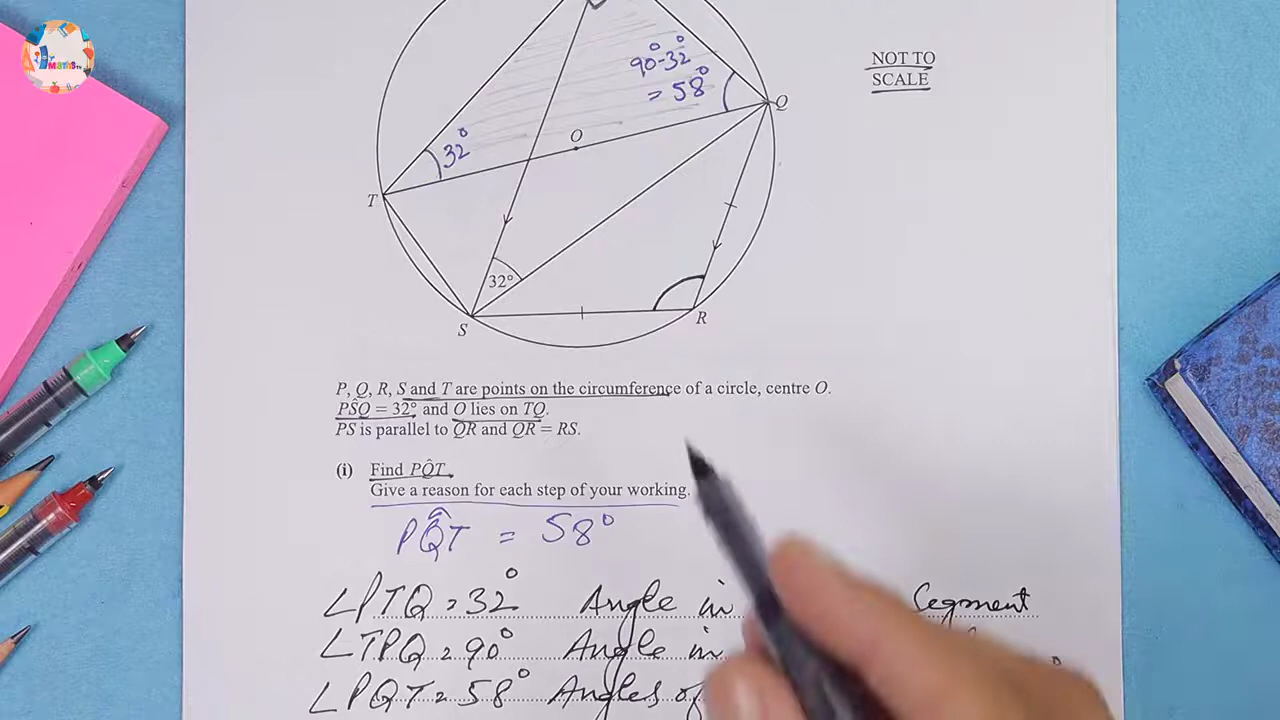 MATHS TV
90°-32°
= 58°
NOT TO
SCALE
Q
O
32°
T
32°
S
R
P, Q, R, S and T are points on the circumference of a circle, centre O.
PŜQ = 32° and O lies on TQ.
PS is parallel to QR and QR = RS.
(i) Find PQ̂T.
Give a reason for each step of your working.
PQ̂T = 58°
∠PTQ = 32° Angle in Segment
∠TPQ = 90° Angle in
∠PQT = 58° Angles of